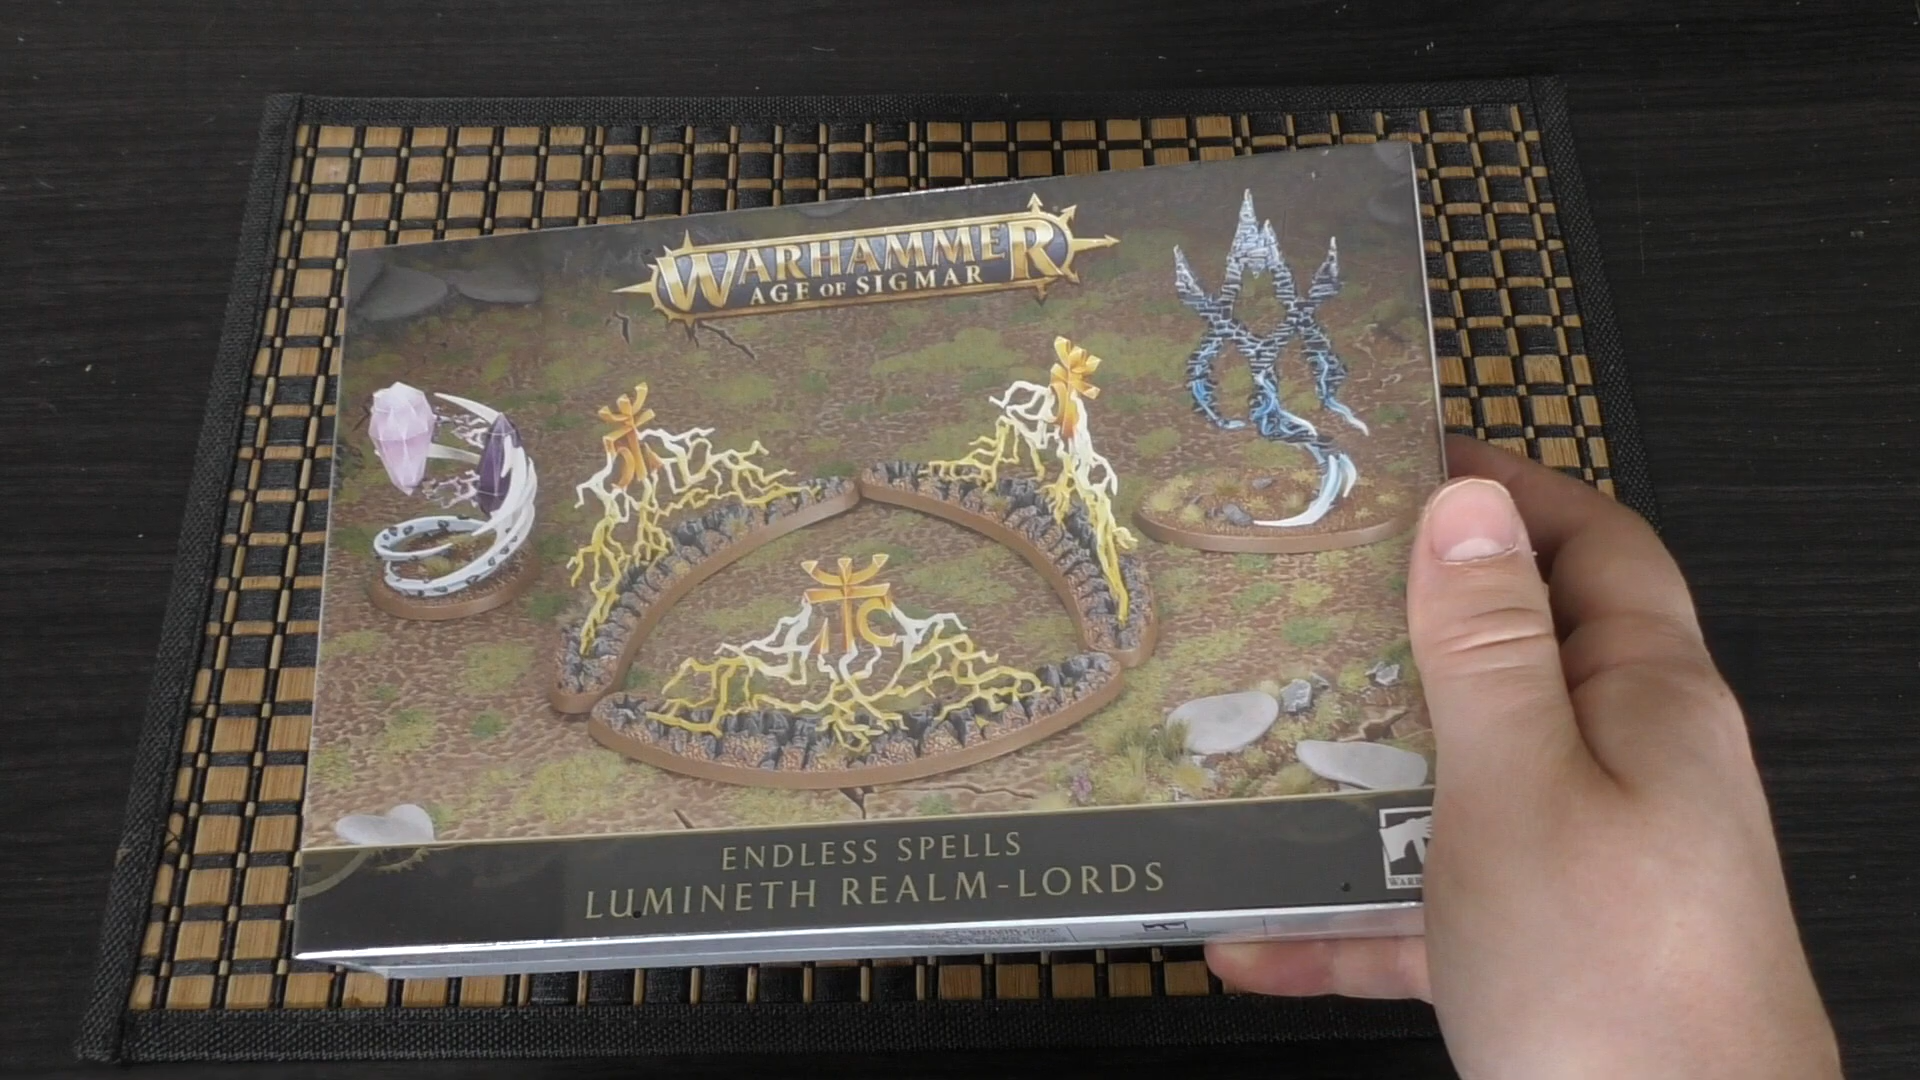 WARHAMMER
AGE OF SIGMAR
ENDLESS SPELLS
LUMINETH REALM-LORDS